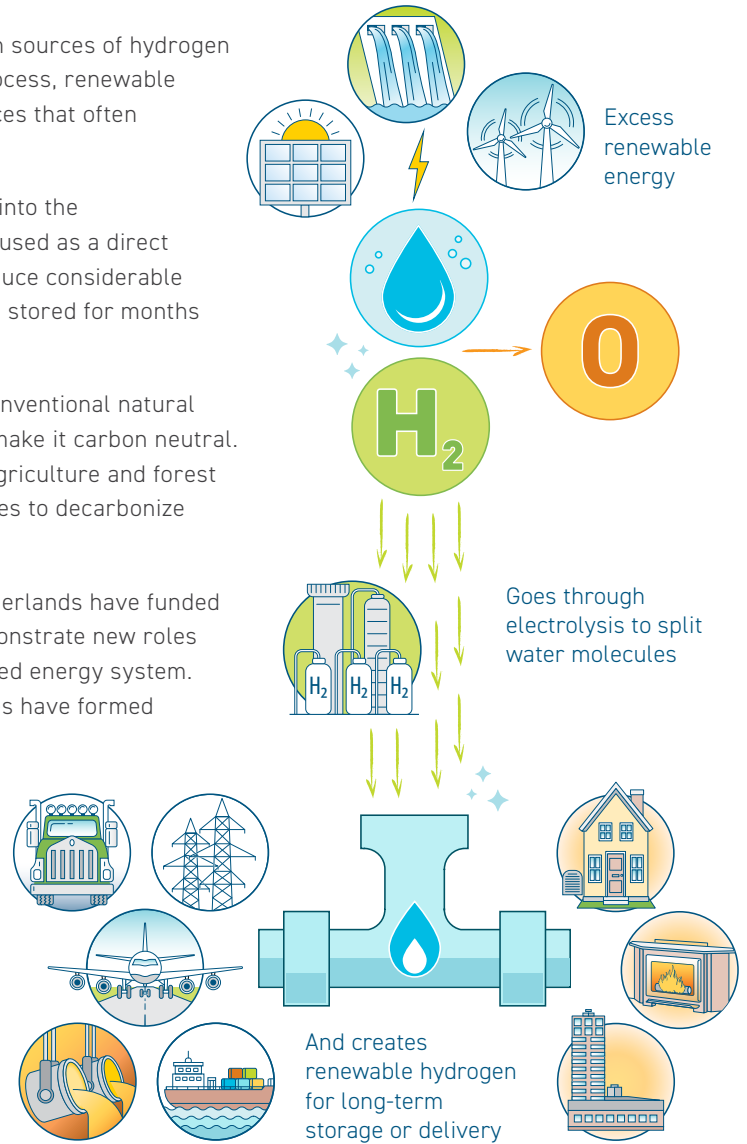 n sources of hydrogen
ocess, renewable
ces that often
into the
used as a direct
uce considerable
stored for months
onventional natural
make it carbon neutral.
griculture and forest
es to decarbonize
erlands have funded
onstrate new roles
ed energy system.
s have formed
Excess
renewable
energy
O
H₂
Goes through
electrolysis to split
water molecules
H₂ H₂ H₂
And creates
renewable hydrogen
for long-term
storage or delivery